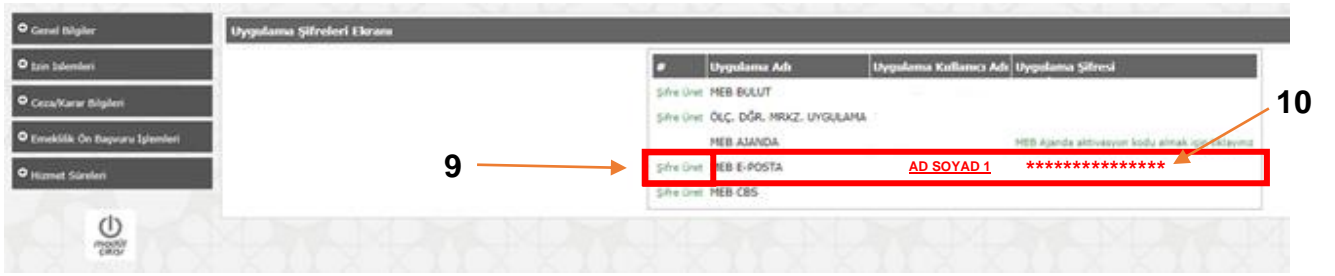 Genel Bilgiler
İzin İşlemleri
Ceza/Karar Bilgileri
Emeklilik Ön Başvuru İşlemleri
Hizmet Süreleri
modül
çıkar
Uygulama Şifreleri Ekranı
# Uygulama Adı Uygulama Kullanıcı Adı Uygulama Şifresi
Şifre Üret MEB BULUT
Şifre Üret ÖLÇ. DĞR. MRKZ. UYGULAMA
MEB AJANDA MEB Ajanda aktivasyon kodu almak için tıklayınız
9 Şifre Üret MEB E-POSTA AD SOYAD 1 ***************
10
Şifre Üret MEB CBS